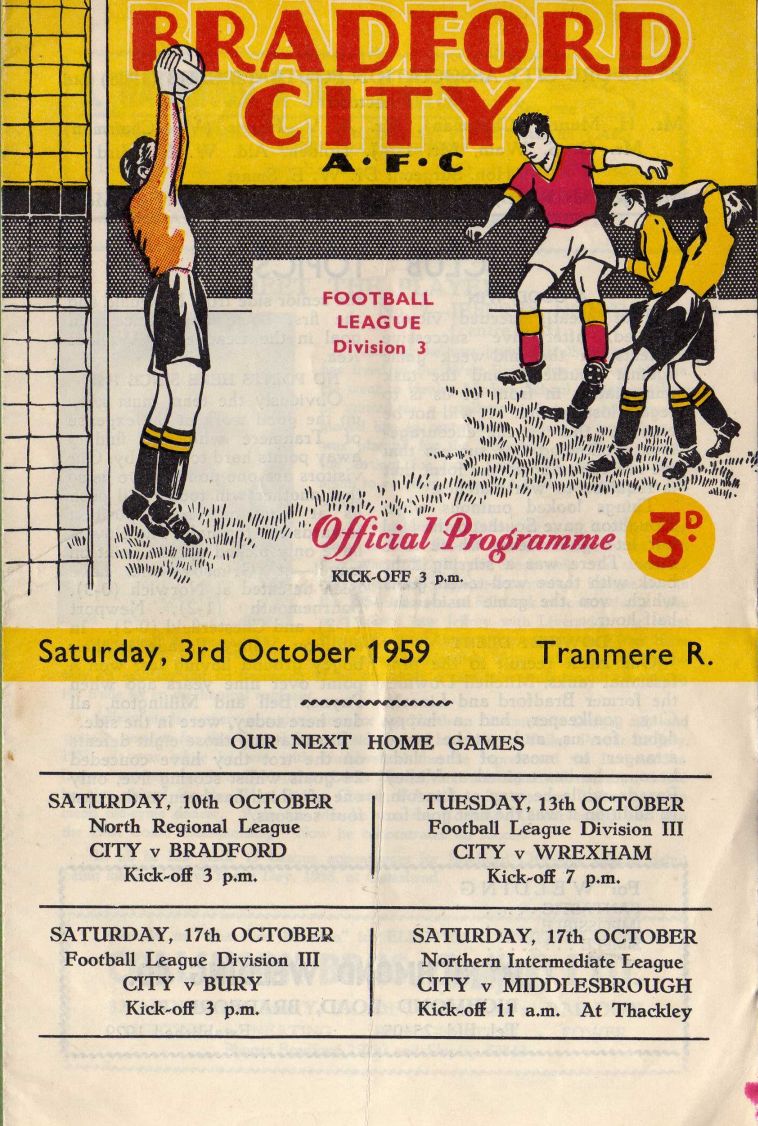 BRADFORD
CITY
A·F·C
FOOTBALL
LEAGUE
Division 3
Official Programme
3D.
KICK-OFF 3 p.m.
Saturday, 3rd October 1959 Tranmere R.
OUR NEXT HOME GAMES
SATURDAY, 10th OCTOBER
North Regional League
CITY v BRADFORD
Kick-off 3 p.m.
TUESDAY, 13th OCTOBER
Football League Division III
CITY v WREXHAM
Kick-off 7 p.m.
SATURDAY, 17th OCTOBER
Football League Division III
CITY v BURY
Kick-off 3 p.m.
SATURDAY, 17th OCTOBER
Northern Intermediate League
CITY v MIDDLESBROUGH
Kick-off 11 a.m. At Thackley